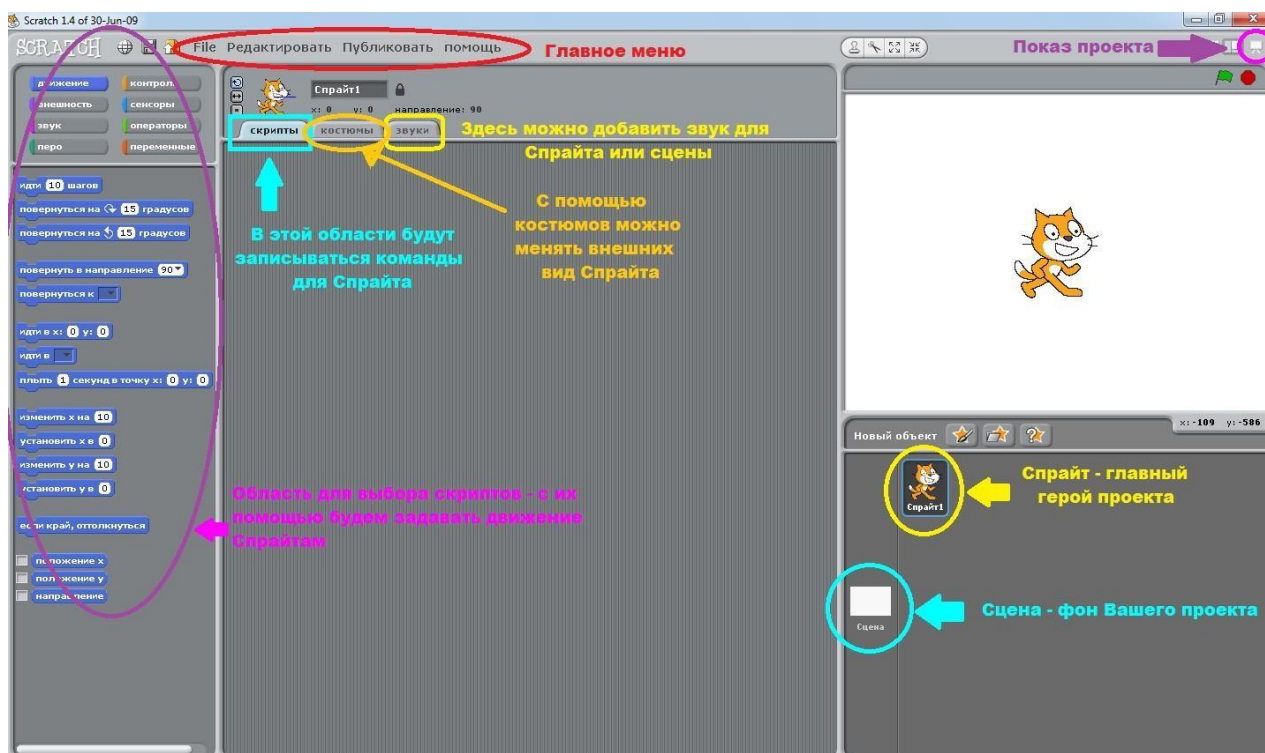 Scratch 1.4 of 30-Jun-09
SCRATCH
File Редактировать Публиковать помощь
Главное меню
Показ проекта
движение
контроль
внешность
сенсоры
звук
операторы
перо
переменные
Спрайт1
x: 0 y: 0 направление: 90
скрипты
костюмы
звуки
Здесь можно добавить звук для
Спрайта или сцены
С помощью
костюмов можно
менять внешних
вид Спрайта
В этой области будут
записываться команды
для Спрайта
идти 10 шагов
повернуться на 15 градусов
повернуться на 15 градусов
повернуть в направление 90
повернуться к
идти в x: 0 y: 0
идти в
плыть 1 секунд в точку x: 0 y: 0
изменить x на 10
установить x в 0
изменить y на 10
установить y в 0
если край, оттолкнуться
положение x
положение y
направление
Область для выбора скриптов - с их
помощью будем задавать движение
Спрайтам
x: -109 y: -586
Новый объект
Спрайт1
Спрайт - главный
герой проекта
Сцена
Сцена - фон Вашего проекта